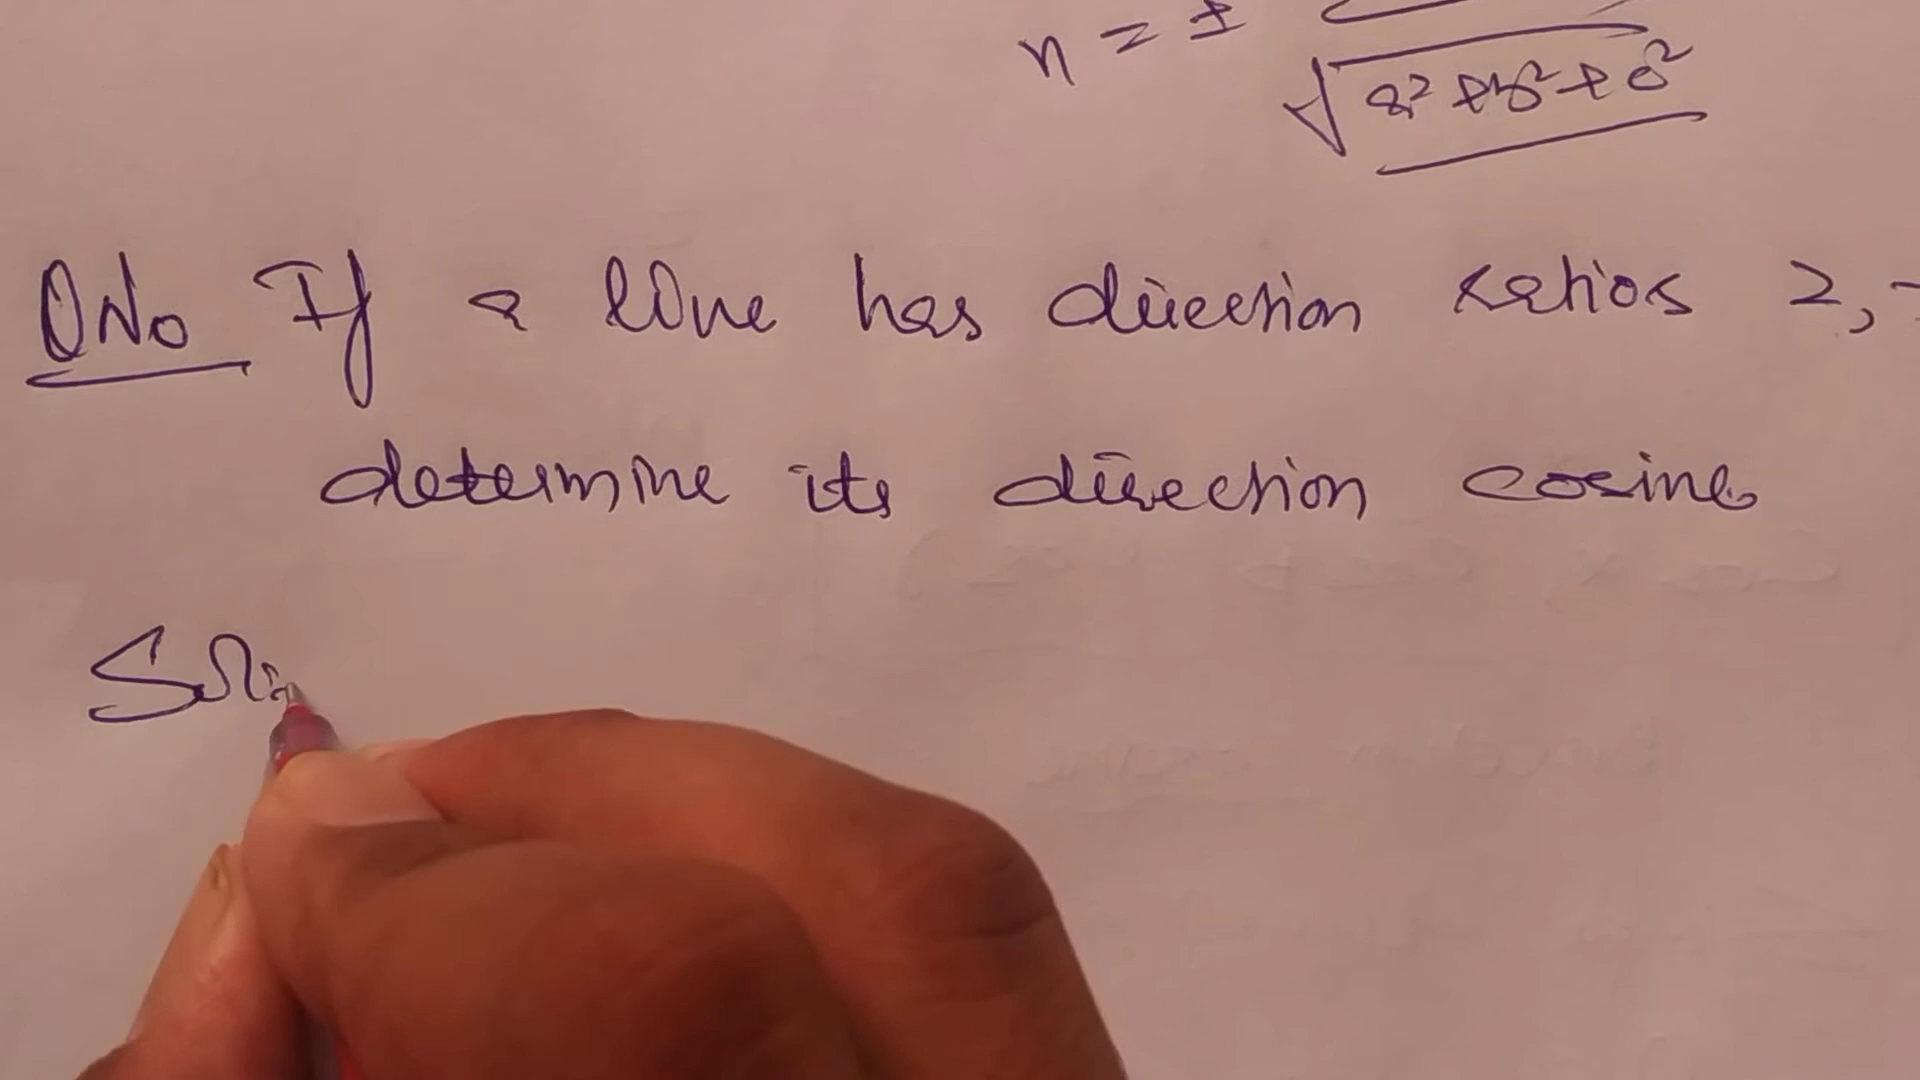 n = ±
√a² + b² + c²
QNo If a line has direction ratios 2, -
determine its direction cosine
Sol: